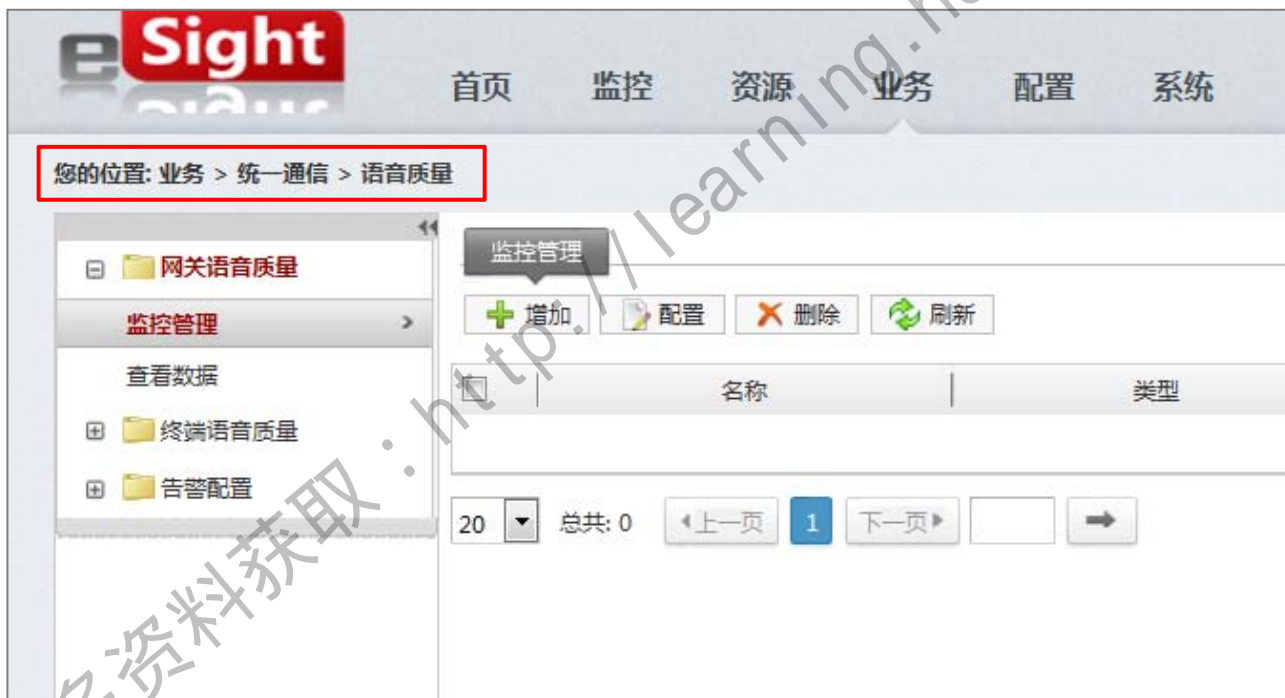 eSight
首页 监控 资源 业务 配置 系统
您的位置: 业务 > 统一通信 > 语音质量
网关语音质量
监控管理
查看数据
终端语音质量
告警配置
监控管理
增加 配置 删除 刷新
名称 类型
20 总共: 0 上一页 1 下一页
多资料获取：http://learning.h